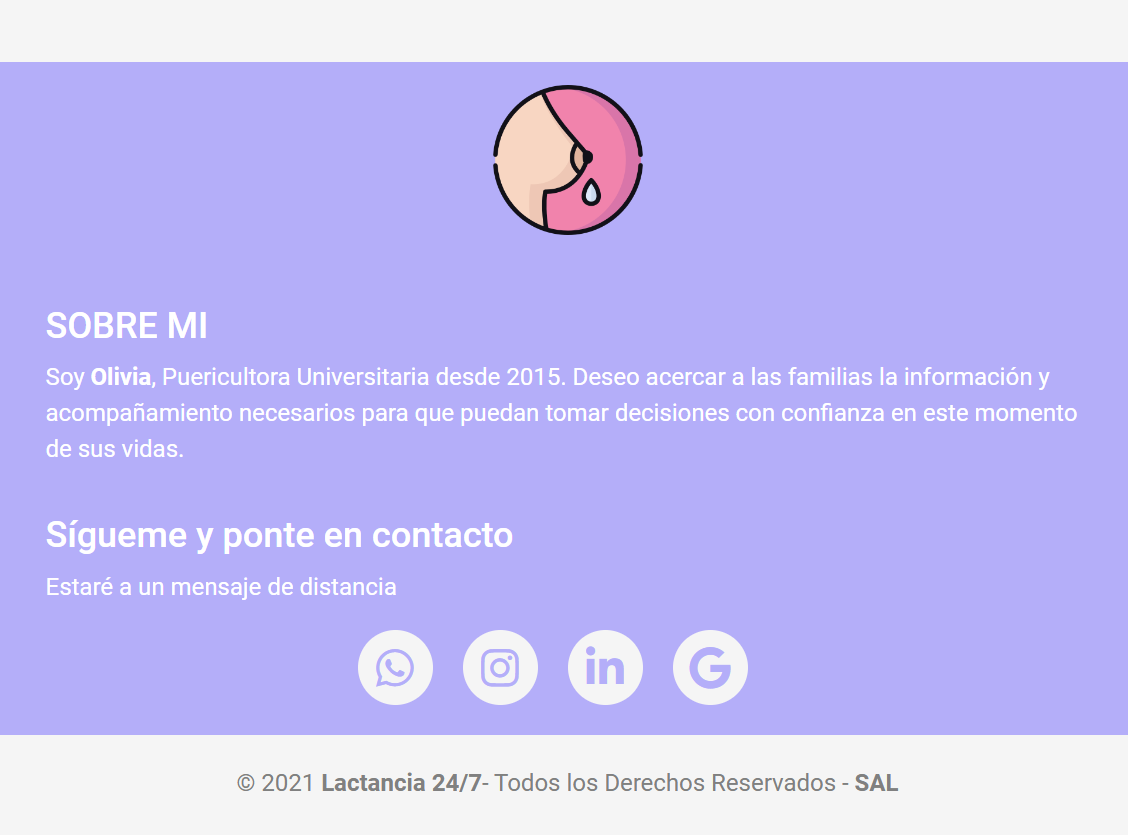 SOBRE MI
Soy Olivia, Puericultora Universitaria desde 2015. Deseo acercar a las familias la información y
acompañamiento necesarios para que puedan tomar decisiones con confianza en este momento
de sus vidas.
Sígueme y ponte en contacto
Estaré a un mensaje de distancia
© 2021 Lactancia 24/7- Todos los Derechos Reservados - SAL